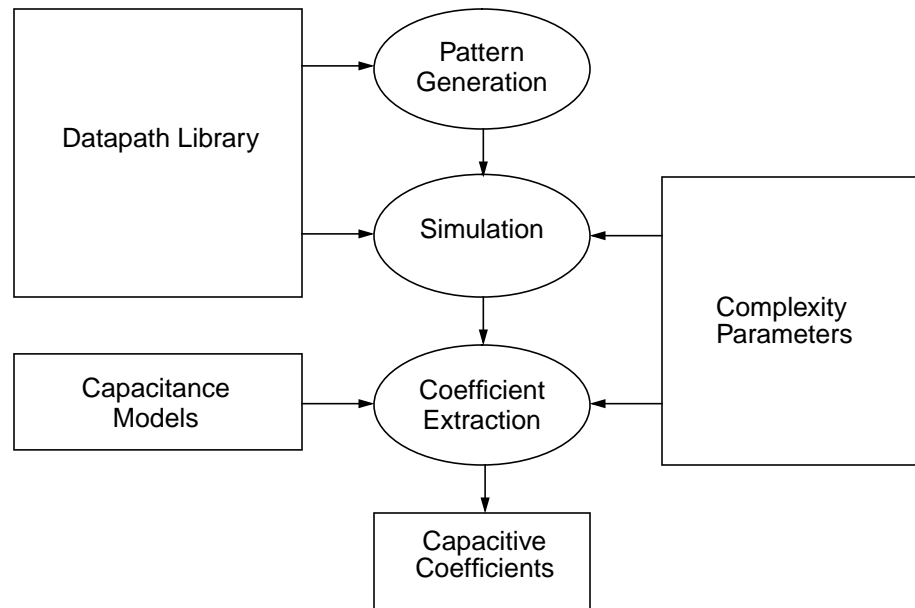 Pattern
Generation
Datapath Library
Simulation
Complexity
Parameters
Capacitance
Models
Coefficient
Extraction
Capacitive
Coefficients